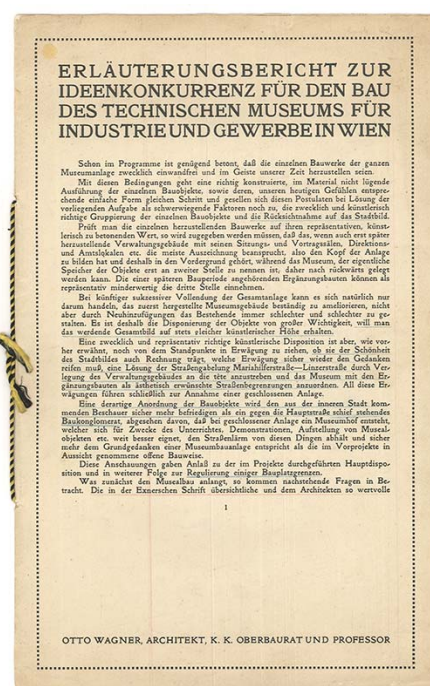 ERLÄUTERUNGSBERICHT ZUR
IDEENKONKURRENZ FÜR DEN BAU
DES TECHNISCHEN MUSEUMS FÜR
INDUSTRIE UND GEWERBE IN WIEN
Schon im Programme ist genügend betont, daß die einzelnen Bauwerke der ganzen
Museumanlage zwecklich einwandfrei und im Geiste unserer Zeit herzustellen seien.
Mit diesen Bedingungen geht eine richtig konstruierte, im Material nicht lügende
Ausführung der einzelnen Bauobjekte, sowie deren, unseren heutigen Gefühlen entspre-
chende einfache Form gleichen Schritt und gesellen sich diesen Postulaten bei Lösung der
vorliegenden Aufgabe als schwerwiegende Faktoren noch zu, die zwecklich und künstlerisch
richtige Gruppierung der einzelnen Bauobjekte und die Rücksichtnahme auf das Stadtbild.
Prüft man die einzelnen herzustellenden Bauwerke auf ihren repräsentativen, künst-
lerisch zu betonenden Wert, so wird zugegeben werden müssen, daß das, wenn auch erst später
herzustellende Verwaltungsgebäude mit seinen Sitzungs- und Vortragssälen, Direktions-
und Amtslokalen etc. die meiste Auszeichnung beansprucht, also den Kopf der Anlage
zu bilden hat und deshalb in den Vordergrund gehört, während das Museum, der eigentliche
Speicher der Objekte erst an zweiter Stelle zu nennen ist, daher nach rückwärts gelegt
werden kann. Die einer späteren Bauperiode angehörenden Ergänzungsbauten können als
repräsentativ minderwertig die dritte Stelle einnehmen.
Bei künftiger sukzessiver Vollendung der Gesamtanlage kann es sich natürlich nur
darum handeln, das zuerst hergestellte Museumsgebäude beständig zu ameliorieren, nicht
aber durch Neuhinzufügungen das Bestehende immer schlechter und schlechter zu ge-
stalten. Es ist deshalb die Disponierung der Objekte von großer Wichtigkeit, will man
das werdende Gesamtbild auf stets gleicher künstlerischer Höhe erhalten.
Eine zwecklich und repräsentativ richtige künstlerische Disposition ist aber, wie vor-
her erwähnt, noch von dem Standpunkte in Erwägung zu ziehen, ob sie der Schönheit
des Stadtbildes auch Rechnung trägt, welche Erwägung sicher wieder den Gedanken
reifen muß, eine Lösung der Straßengabelung Mariahilferstraße—Linzerstraße durch Ver-
legung des Verwaltungsgebäudes an die tête anzustreben und das Museum mit den Er-
gänzungsbauten als ästhetisch erwünschte Straßenbegrenzungen anzuordnen. All diese Er-
wägungen führen schließlich zur Annahme einer geschlossenen Anlage.
Eine derartige Anordnung der Bauobjekte wird den aus der inneren Stadt kom-
menden Beschauer sicher mehr befriedigen als ein gegen die Hauptstraße schief stehendes
Baukonglomerat, abgesehen davon, daß bei geschlossener Anlage ein Museumhof entsteht,
welcher sich für Zwecke des Unterrichtes, Demonstrationen, Aufstellung von Museal-
objekten etc. weit besser eignet, den Straßenlärm von diesen Dingen abhält und sicher
mehr dem Grundgedanken einer Museumbauanlage entspricht als die im Vorprojekte in
Aussicht genommene offene Bauweise.
Diese Anschauungen gaben Anlaß zu der im Projekte durchgeführten Hauptdispo-
sition und in weiterer Folge zur Regulierung einiger Bauplatzgrenzen.
Was zunächst den Musealbau anlangt, so kommen nachstehende Fragen in Be-
tracht. Die in der Exnerschen Schrift übersichtliche und dem Architekten so wertvolle
1
OTTO WAGNER, ARCHITEKT, K. K. OBERBAURAT UND PROFESSOR